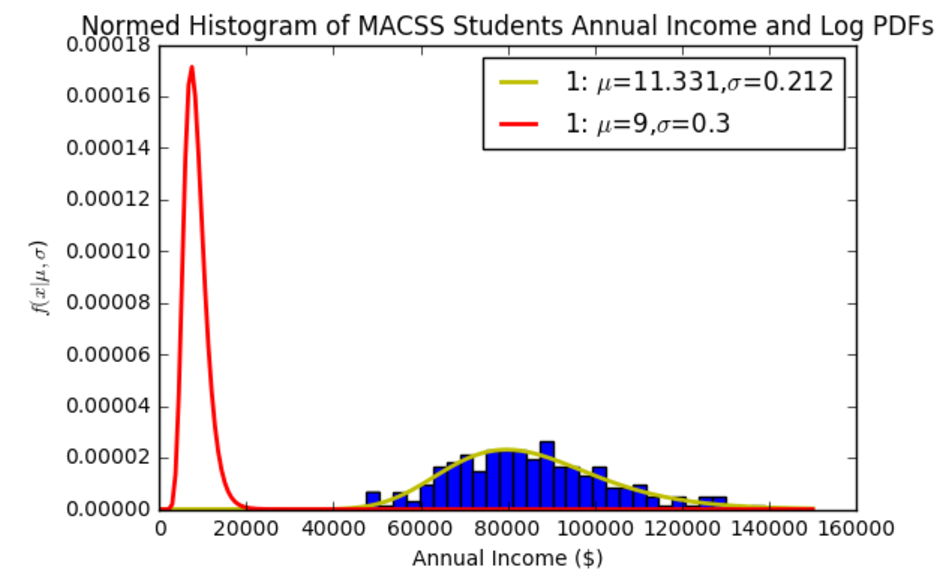 Normed Histogram of MACSS Students Annual Income and Log PDFs
0.00018
0.00016
0.00014
0.00012
0.00010
0.00008
0.00006
0.00004
0.00002
0.00000
f(x|μ,σ)
1: μ=11.331,σ=0.212
1: μ=9,σ=0.3
0 20000 40000 60000 80000 100000 120000 140000 160000
Annual Income ($)